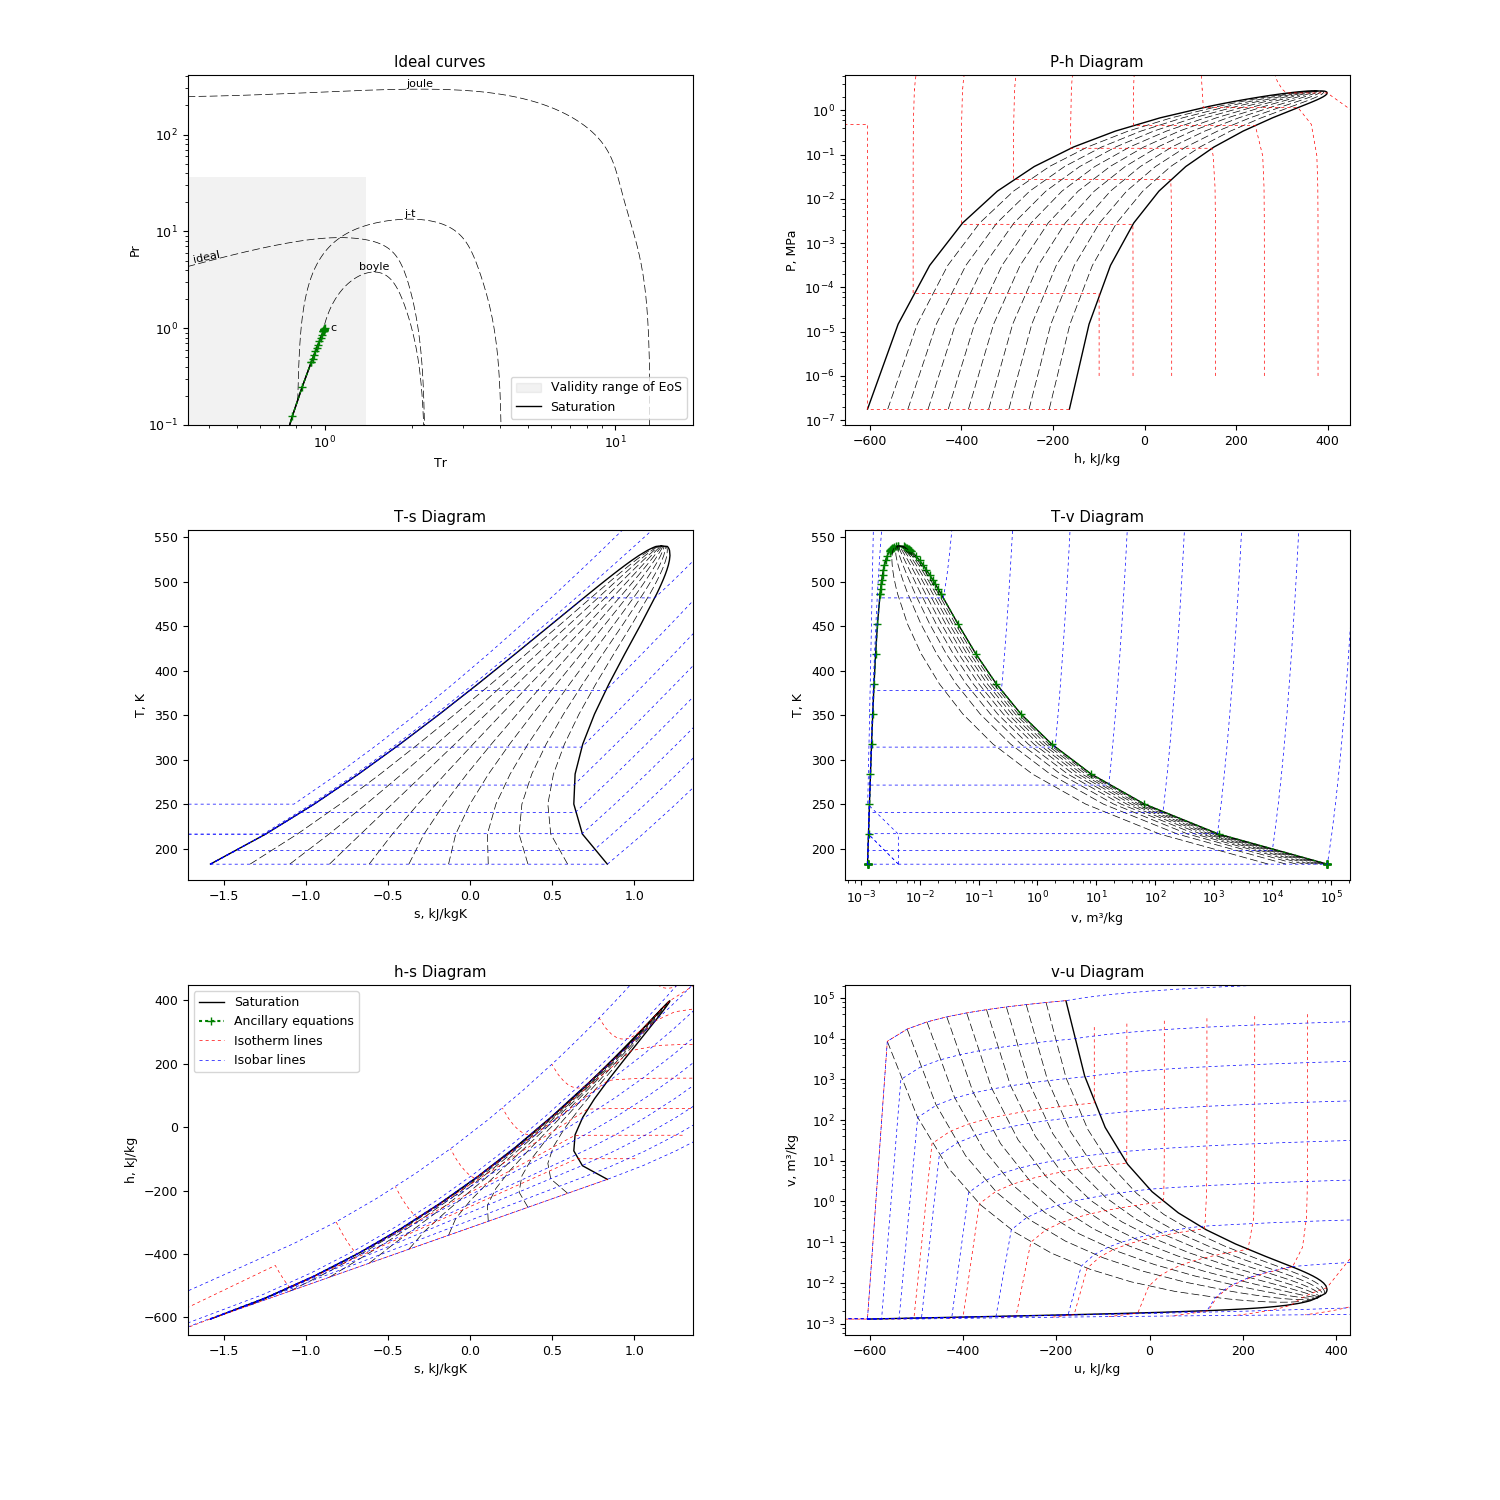 Ideal curves
joule
j-t
ideal
boyle
c
Validity range of EoS
Saturation
10²
10¹
10⁰
10⁻¹
10⁰
10¹
Pr
Tr
P-h Diagram
10⁰
10⁻¹
10⁻²
10⁻³
10⁻⁴
10⁻⁵
10⁻⁶
10⁻⁷
−600
−400
−200
0
200
400
P, MPa
h, kJ/kg
T-s Diagram
550
500
450
400
350
300
250
200
−1.5
−1.0
−0.5
0.0
0.5
1.0
T, K
s, kJ/kgK
T-v Diagram
550
500
450
400
350
300
250
200
10⁻³
10⁻²
10⁻¹
10⁰
10¹
10²
10³
10⁴
10⁵
T, K
v, m³/kg
h-s Diagram
Saturation
Ancillary equations
Isotherm lines
Isobar lines
400
200
0
−200
−400
−600
−1.5
−1.0
−0.5
0.0
0.5
1.0
h, kJ/kg
s, kJ/kgK
v-u Diagram
10⁵
10⁴
10³
10²
10¹
10⁰
10⁻¹
10⁻²
10⁻³
−600
−400
−200
0
200
400
v, m³/kg
u, kJ/kg